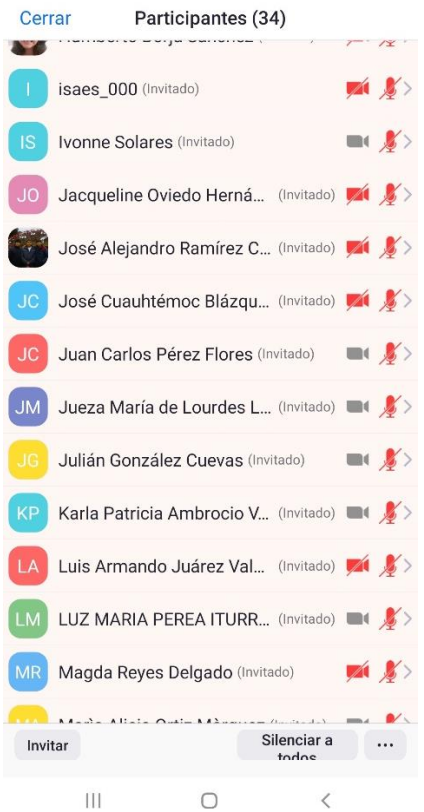 Cerrar Participantes (34)
I isaes_000 (Invitado)
IS Ivonne Solares (Invitado)
JO Jacqueline Oviedo Herná... (Invitado)
José Alejandro Ramírez C...
JC José Cuauhtémoc Blázqu... (Invitado)
JC Juan Carlos Pérez Flores (Invitado)
JM Jueza María de Lourdes L... (Invitado)
JG Julián González Cuevas (Invitado)
KP Karla Patricia Ambrocio V... (Invitado)
LA Luis Armando Juárez Val... (Invitado)
LM LUZ MARIA PEREA ITURR... (Invitado)
MR Magda Reyes Delgado (Invitado)
Invitar Silenciar a
todos ...